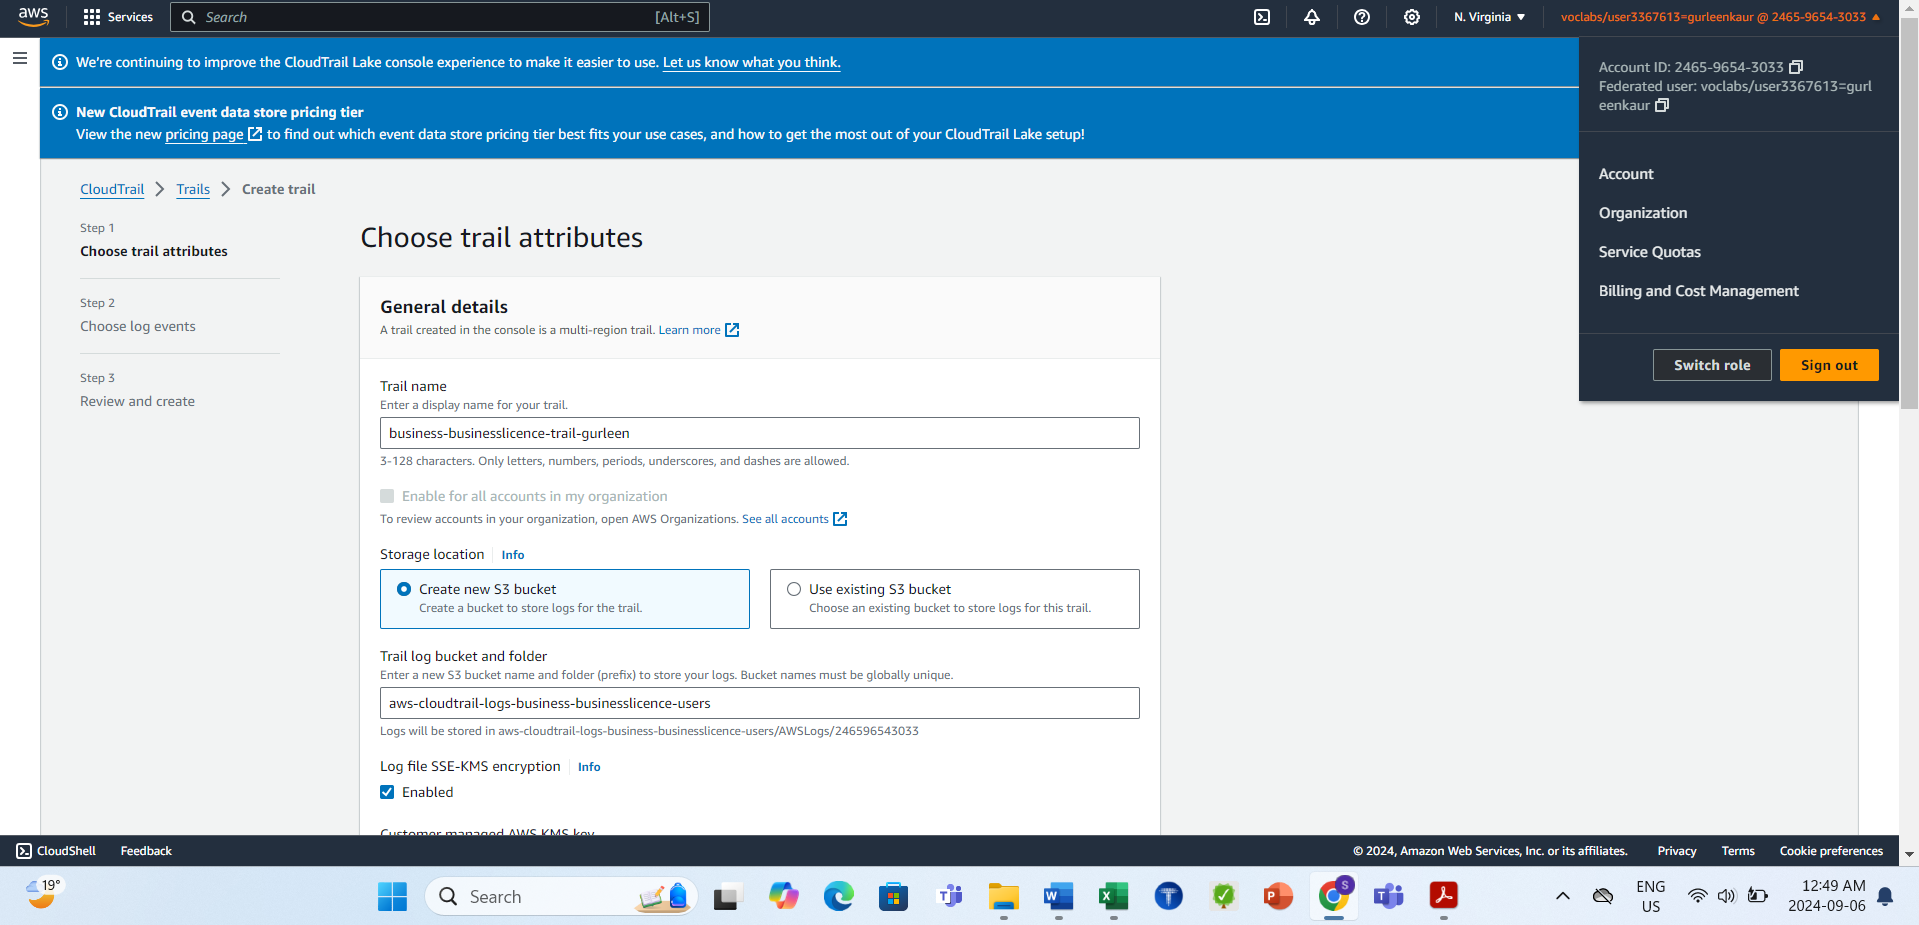 aws
Services
Search
[Alt+S]
N. Virginia
voclabs/user3367613=gurleenkaur @ 2465-9654-3033
We're continuing to improve the CloudTrail Lake console experience to make it easier to use. Let us know what you think.
New CloudTrail event data store pricing tier
View the new pricing page to find out which event data store pricing tier best fits your use cases, and how to get the most out of your CloudTrail Lake setup!
Account ID: 2465-9654-3033
Federated user: voclabs/user3367613=gurl
eenkaur
Account
Organization
Service Quotas
Billing and Cost Management
Switch role
Sign out
CloudTrail
Trails
Create trail
Step 1
Choose trail attributes
Step 2
Choose log events
Step 3
Review and create
Choose trail attributes
General details
A trail created in the console is a multi-region trail. Learn more
Trail name
Enter a display name for your trail.
business-businesslicence-trail-gurleen
3-128 characters. Only letters, numbers, periods, underscores, and dashes are allowed.
Enable for all accounts in my organization
To review accounts in your organization, open AWS Organizations. See all accounts
Storage location
Info
Create new S3 bucket
Create a bucket to store logs for the trail.
Use existing S3 bucket
Choose an existing bucket to store logs for this trail.
Trail log bucket and folder
Enter a new S3 bucket name and folder (prefix) to store your logs. Bucket names must be globally unique.
aws-cloudtrail-logs-business-businesslicence-users
Logs will be stored in aws-cloudtrail-logs-business-businesslicence-users/AWSLogs/246596543033
Log file SSE-KMS encryption
Info
Enabled
Customer managed AWS KMS key
CloudShell
Feedback
© 2024, Amazon Web Services, Inc. or its affiliates.
Privacy
Terms
Cookie preferences
19°
Search
S
ENG
US
12:49 AM
2024-09-06